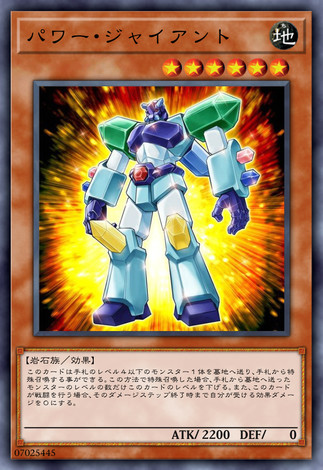 パワー・ジャイアント
地
【岩石族／効果】
このカードは手札のレベル４以下のモンスター１体を墓地へ送り、手札から特
殊召喚する事ができる。この方法で特殊召喚した場合、手札から墓地へ送った
モンスターのレベルの数だけこのカードのレベルを下げる。また、このカード
が戦闘を行う場合、そのダメージステップ終了時まで自分が受ける効果ダメー
ジを０にする。
ATK/ 2200 DEF/ 0
07025445